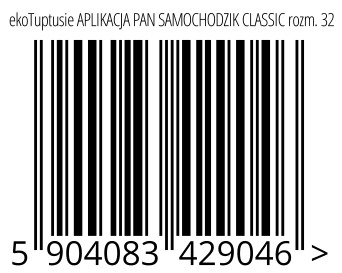 ekoTuptusie APLIKACJA PAN SAMOCHODZIK CLASSIC rozm. 32
5 904083 429046 >